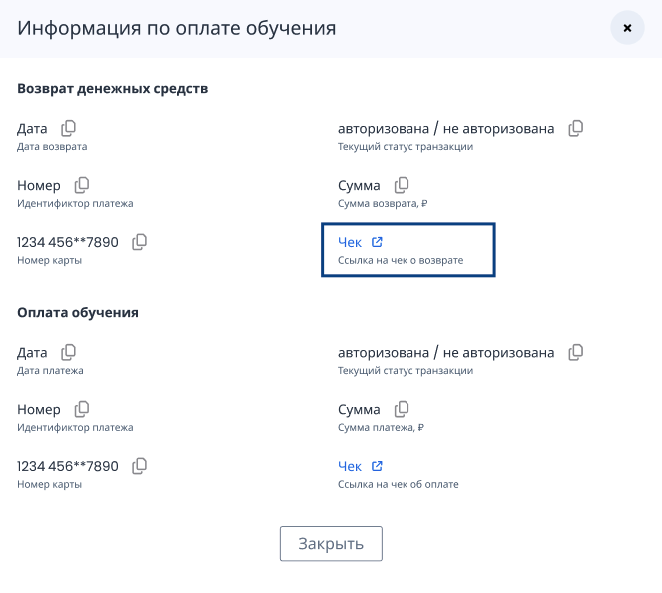 Информация по оплате обучения
Возврат денежных средств
Дата
авторизована / не авторизована
Дата возврата
Текущий статус транзакции
Номер
Сумма
Идентификтор платежа
Сумма возврата, ₽
1234 456**7890
Чек
Номер карты
Ссылка на чек о возврате
Оплата обучения
Дата
авторизована / не авторизована
Дата платежа
Текущий статус транзакции
Номер
Сумма
Идентификтор платежа
Сумма платежа, ₽
1234 456**7890
Чек
Номер карты
Ссылка на чек об оплате
Закрыть